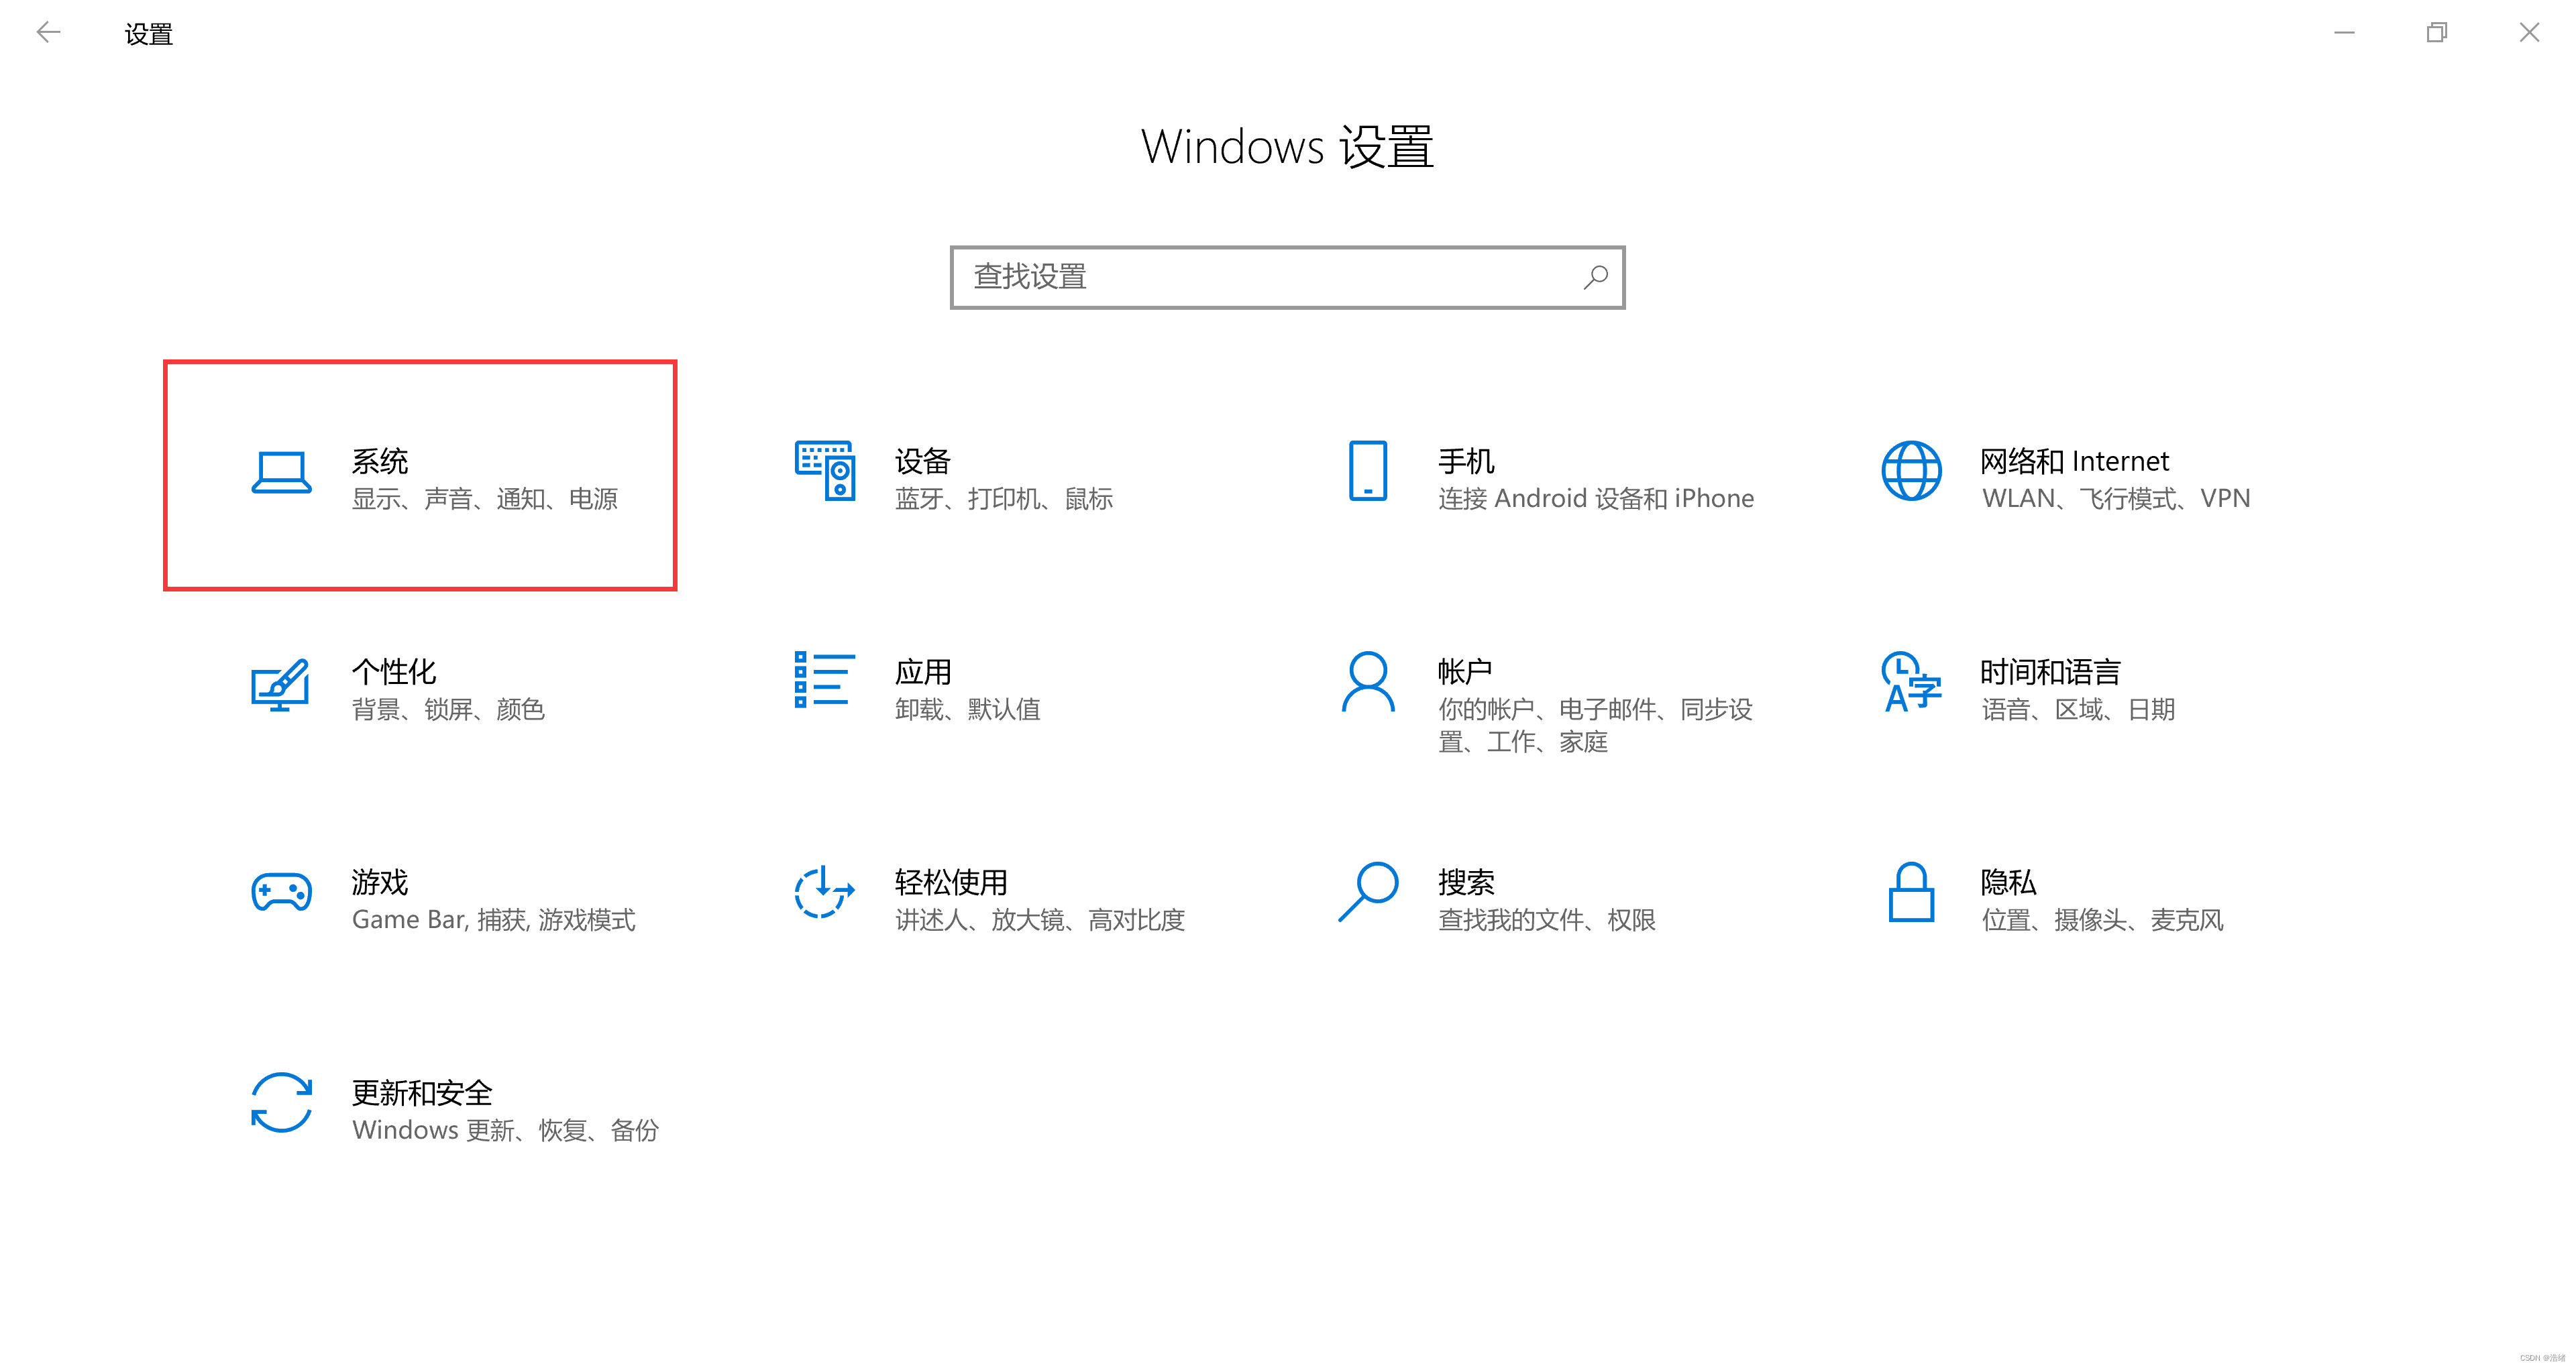 设置
Windows 设置
查找设置
系统
显示、声音、通知、电源
设备
蓝牙、打印机、鼠标
手机
连接 Android 设备和 iPhone
网络和 Internet
WLAN、飞行模式、VPN
个性化
背景、锁屏、颜色
应用
卸载、默认值
帐户
你的帐户、电子邮件、同步设
置、工作、家庭
时间和语言
语音、区域、日期
游戏
Game Bar, 捕获, 游戏模式
轻松使用
讲述人、放大镜、高对比度
搜索
查找我的文件、权限
隐私
位置、摄像头、麦克风
更新和安全
Windows 更新、恢复、备份
CSDN